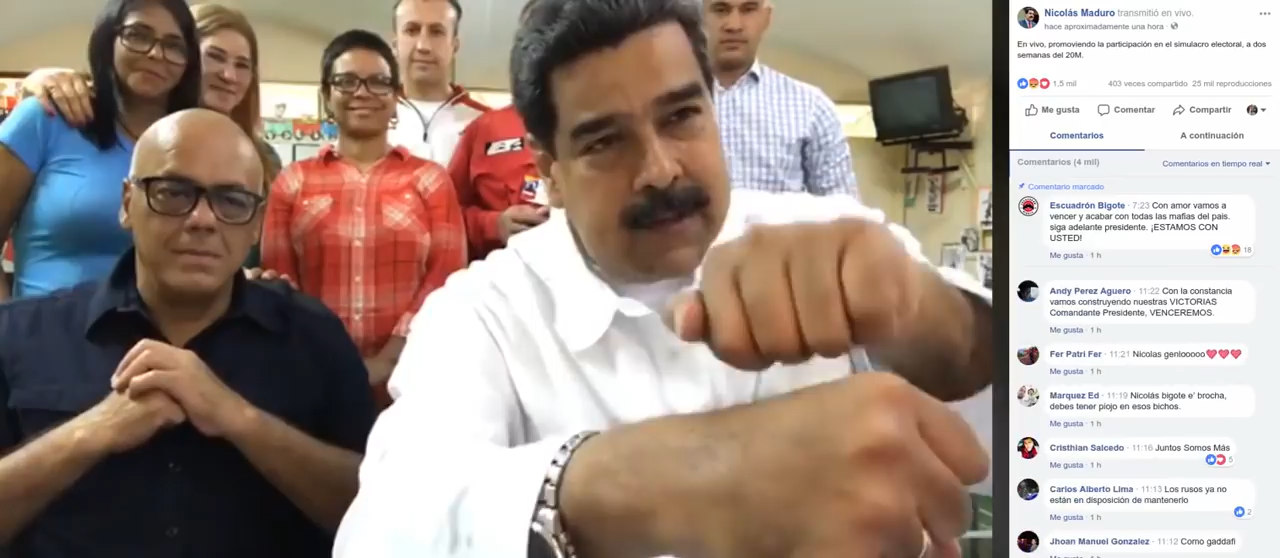 Nicolás Maduro transmitió en vivo.
hace aproximadamente una hora ·
En vivo, promoviendo la participación en el simulacro electoral, a dos
semanas del 20M.
1,5 mil 403 veces compartido 25 mil reproducciones
Me gusta Comentar Compartir
Comentarios A continuación
Comentarios (4 mil) Comentarios en tiempo real
Comentario marcado
Escuadrón Bigote · 7:23 Con amor vamos a
vencer y acabar con todas las mafias del pais.
siga adelante presidente. ¡ESTAMOS CON
USTED!
18
Me gusta · 1 h
Andy Perez Aguero · 11:22 Con la constancia
vamos construyendo nuestras VICTORIAS
Comandante Presidente, VENCEREMOS.
Me gusta · 1 h
Fer Patri Fer · 11:21 Nicolas geniooooo
Me gusta · 1 h
Marquez Ed · 11:19 Nicolás bigote e' brocha,
debes tener piojo en esos bichos.
Me gusta · 1 h
Cristhian Salcedo · 11:16 Juntos Somos Más
5
Me gusta · 1 h
Carlos Alberto Lima · 11:13 Los rusos ya no
están en disposición de mantenerlo
2
Me gusta · 1 h
Jhoan Manuel Gonzalez · 11:12 Como gaddafi